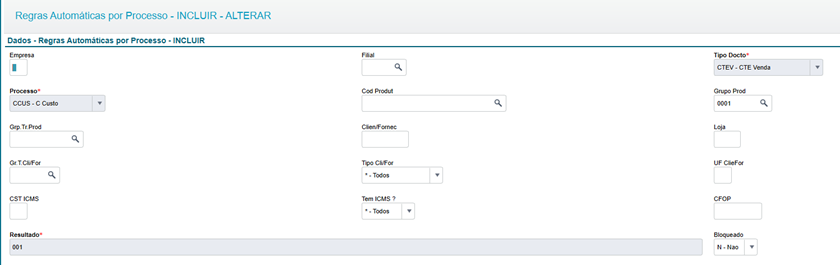 Regras Automáticas por Processo - INCLUIR - ALTERAR
Dados - Regras Automáticas por Processo - INCLUIR
Empresa Filial Tipo Docto*
CTEV - CTE Venda
Processo* Cod Produt Grupo Prod
CCUS - C Custo 0001
Grp.Tr.Prod Clien/Fornec Loja
Gr.T.Cli/For Tipo Cli/For UF ClieFor
* - Todos
CST ICMS Tem ICMS ? CFOP
* - Todos
Resultado* Bloqueado
001 N - Nao